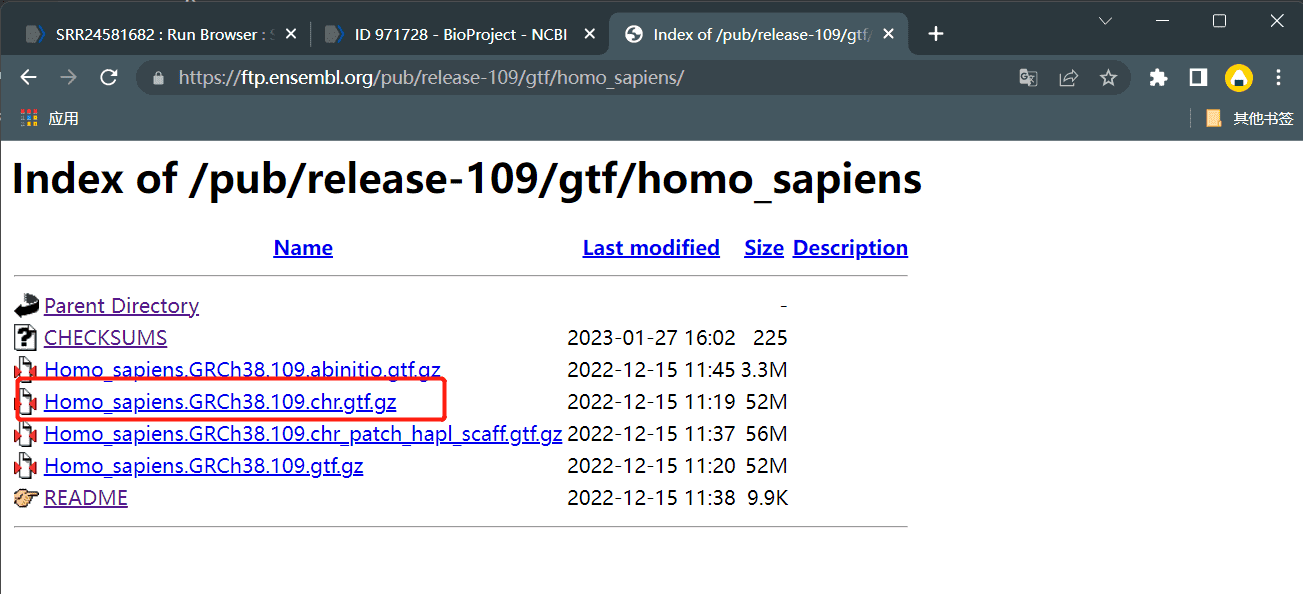 SRR24581682 : Run Browser : S
ID 971728 - BioProject - NCBI
Index of /pub/release-109/gtf/
https://ftp.ensembl.org/pub/release-109/gtf/homo_sapiens/
应用
其他书签
Index of /pub/release-109/gtf/homo_sapiens
Name Last modified Size Description
Parent Directory -
CHECKSUMS 2023-01-27 16:02 225
Homo_sapiens.GRCh38.109.abinitio.gtf.gz 2022-12-15 11:45 3.3M
Homo_sapiens.GRCh38.109.chr.gtf.gz 2022-12-15 11:19 52M
Homo_sapiens.GRCh38.109.chr_patch_hapl_scaff.gtf.gz 2022-12-15 11:37 56M
Homo_sapiens.GRCh38.109.gtf.gz 2022-12-15 11:20 52M
README 2022-12-15 11:38 9.9K